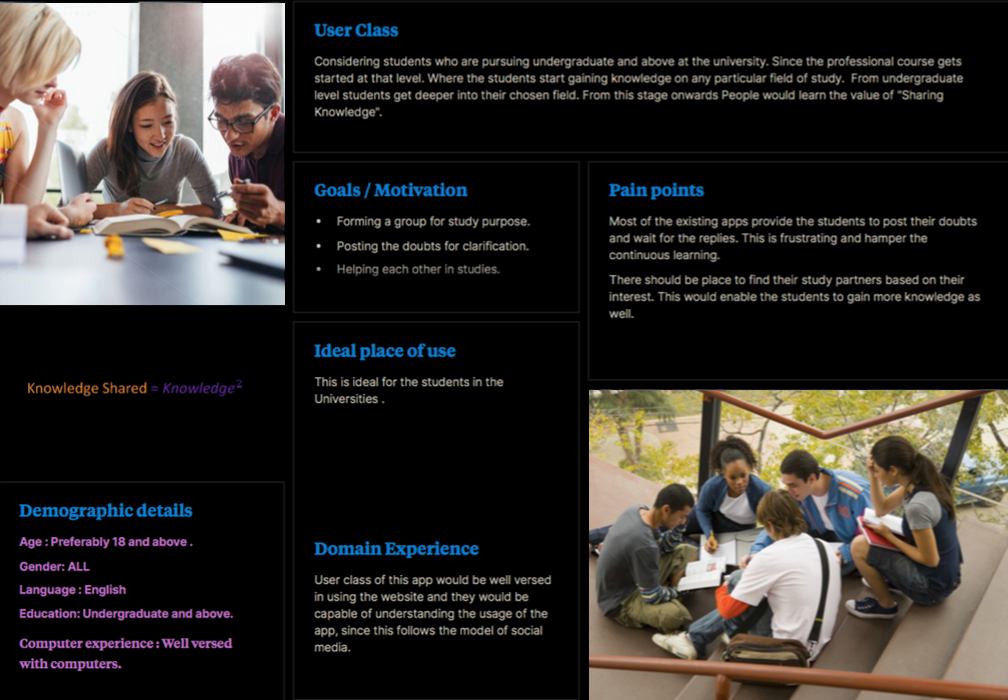 User Class
Considering students who are pursuing undergraduate and above at the university. Since the professional course gets
started at that level. Where the students start gaining knowledge on any particular field of study.  From undergraduate
level students get deeper into their chosen field. From this stage onwards People would learn the value of "Sharing
Knowledge".
Goals / Motivation
• Forming a group for study purpose.
• Posting the doubts for clarification.
• Helping each other in studies.
Pain points
Most of the existing apps provide the students to post their doubts
and wait for the replies. This is frustrating and hamper the
continuous learning.
There should be place to find their study partners based on their
interest. This would enable the students to gain more knowledge as
well.
Knowledge Shared = Knowledge²
Ideal place of use
This is ideal for the students in the
Universities .
Demographic details
Age : Preferably 18 and above .
Gender: ALL
Language : English
Education: Undergraduate and above.
Computer experience : Well versed
with computers.
Domain Experience
User class of this app would be well versed
in using the website and they would be
capable of understanding the usage of the
app, since this follows the model of social
media.